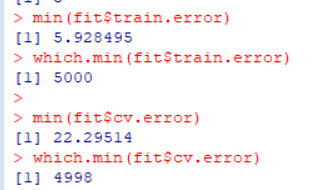 > min(fit$train.error)
[1] 5.928495
> which.min(fit$train.error)
[1] 5000
>
> min(fit$cv.error)
[1] 22.29514
> which.min(fit$cv.error)
[1] 4998